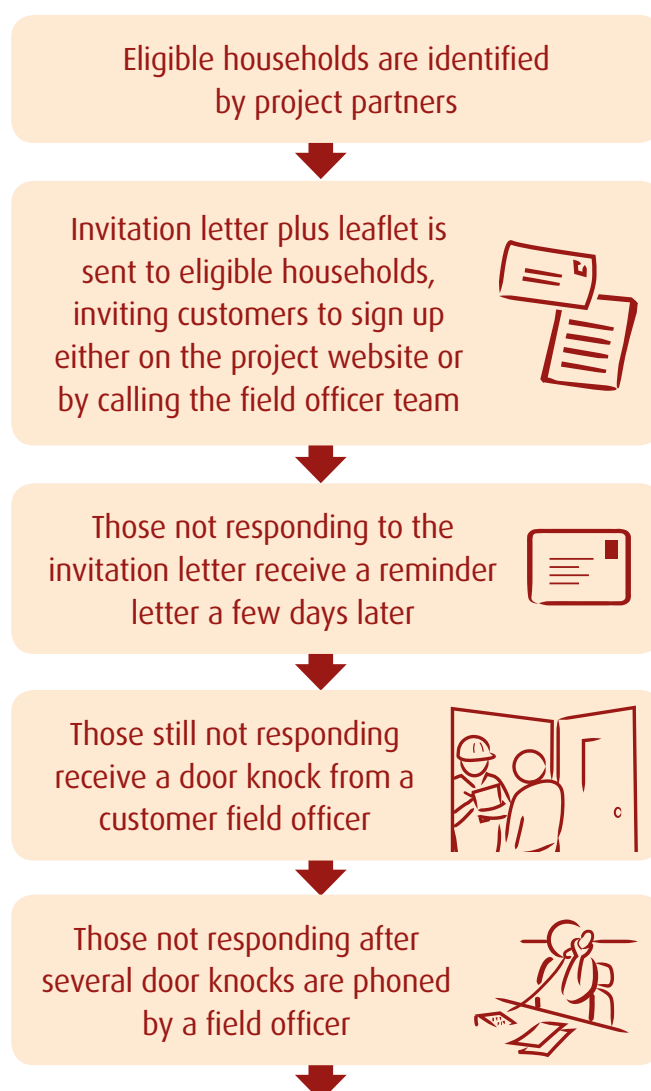 Eligible households are identified
by project partners
Invitation letter plus leaflet is
sent to eligible households,
inviting customers to sign up
either on the project website or
by calling the field officer team
Those not responding to the
invitation letter receive a reminder
letter a few days later
Those still not responding
receive a door knock from a
customer field officer
Those not responding after
several door knocks are phoned
by a field officer